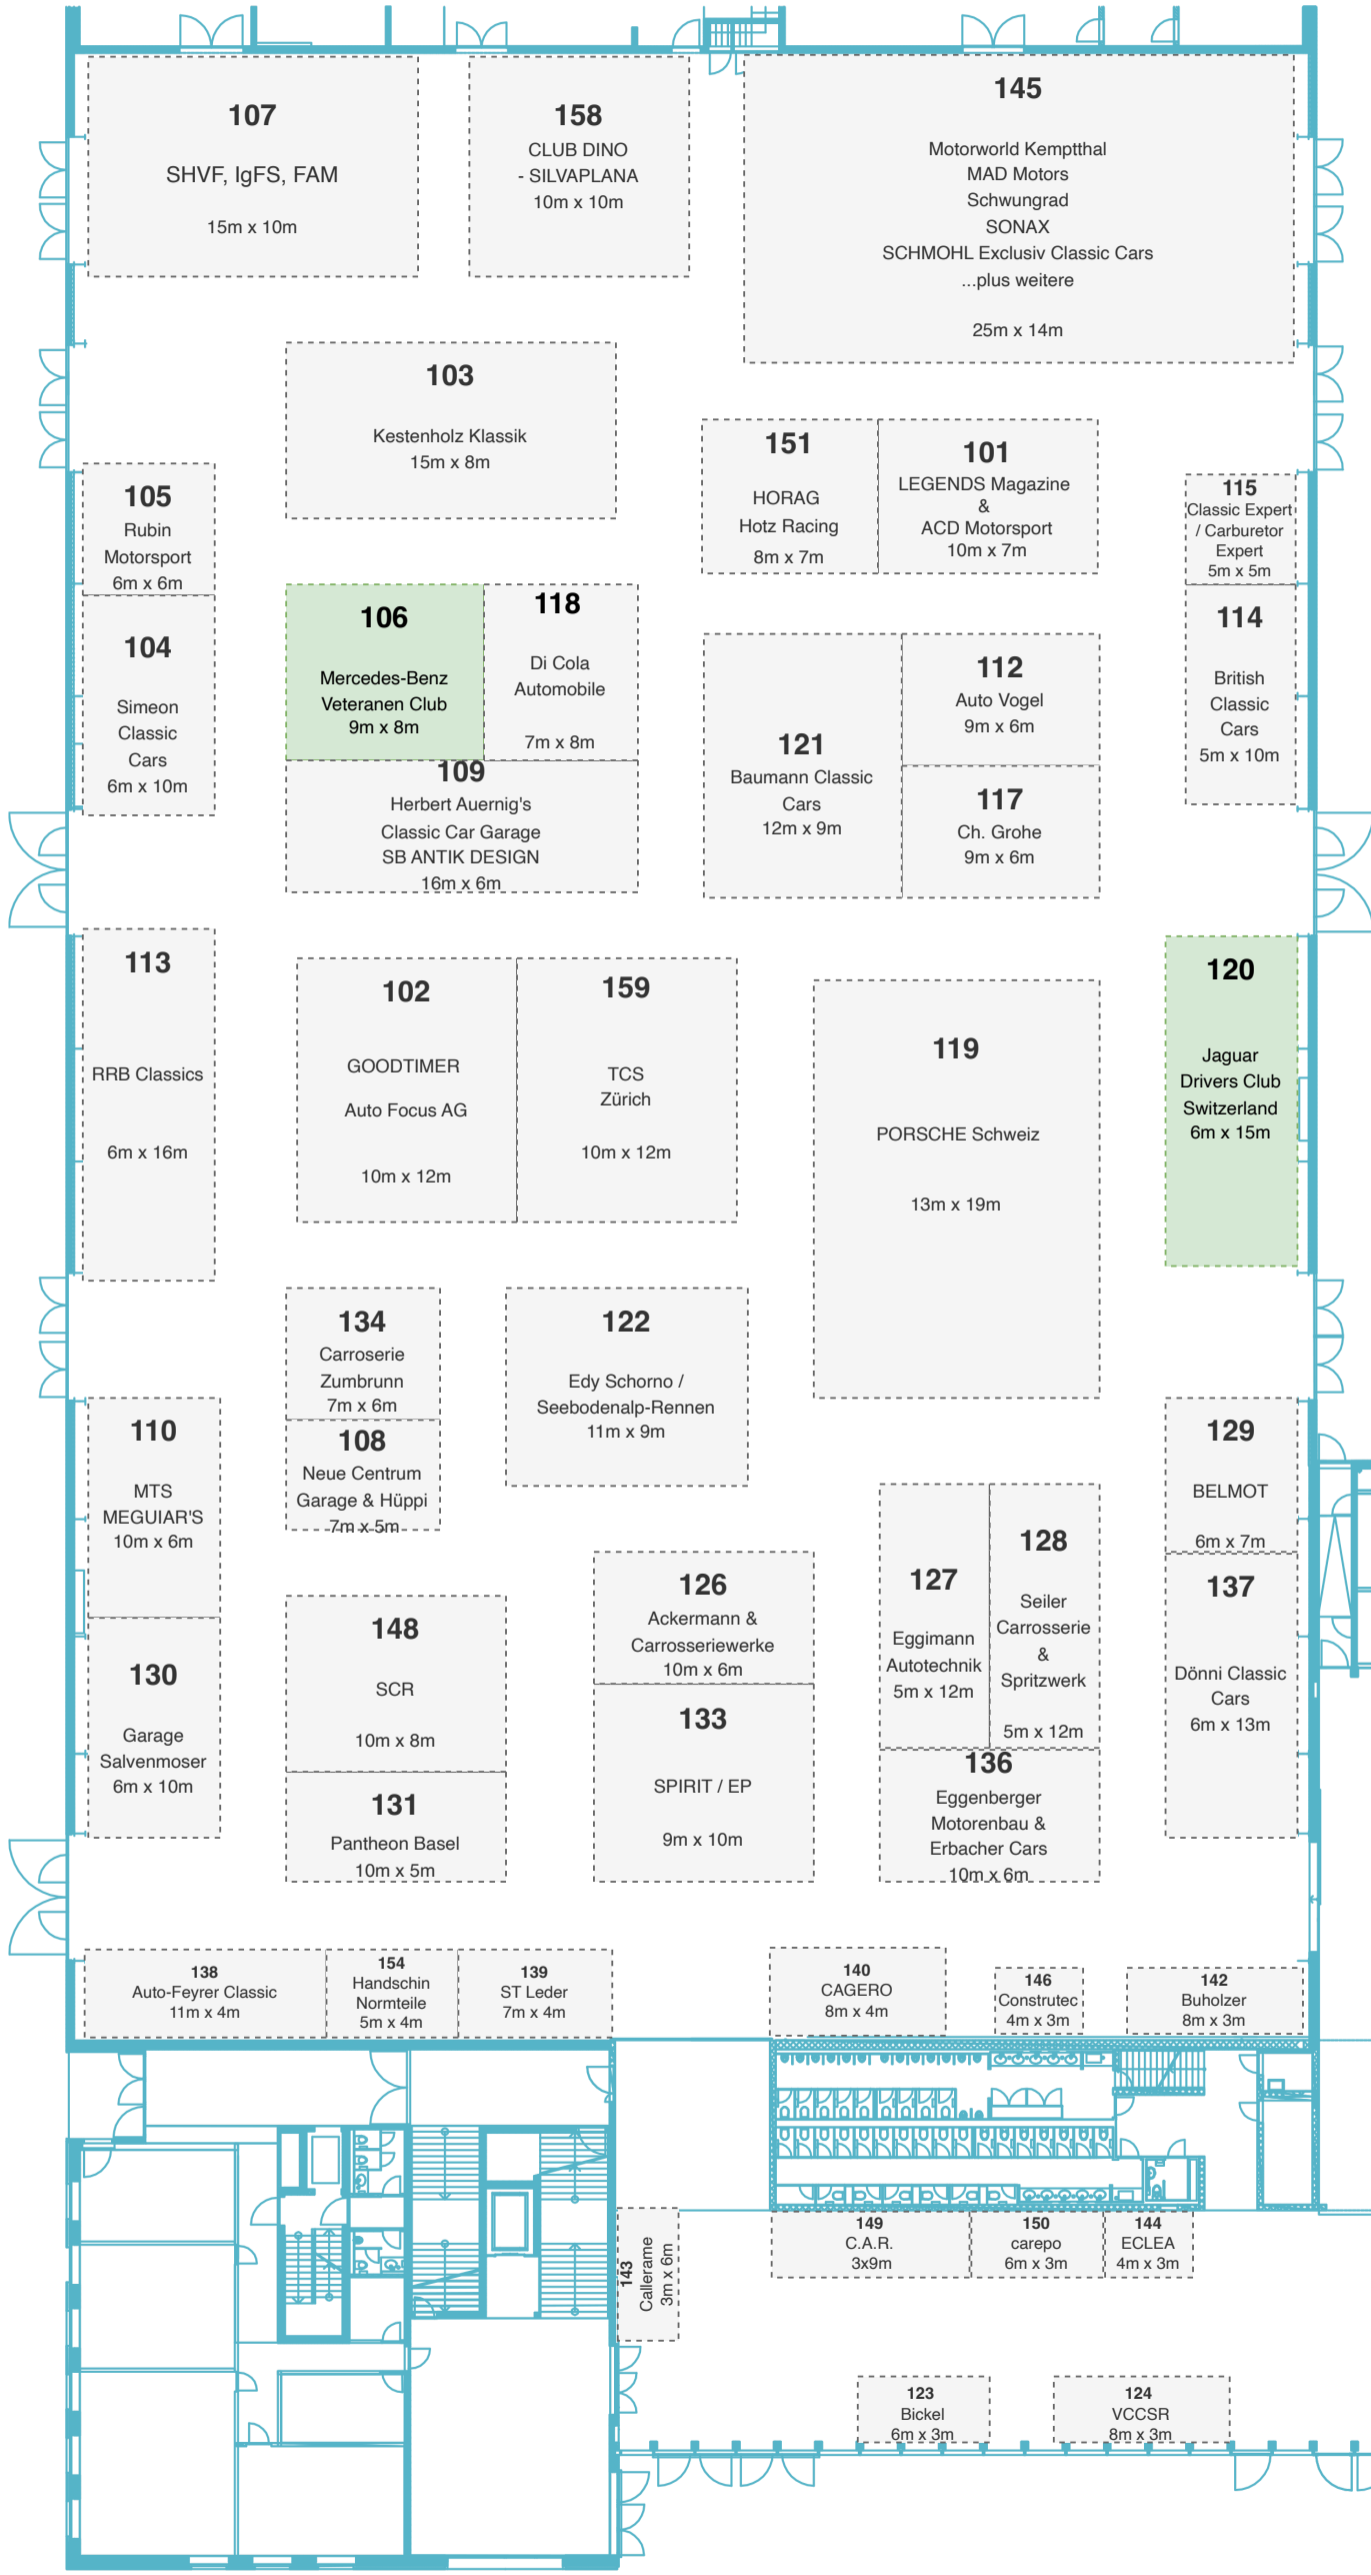 107
SHVF, IgFS, FAM
15m x 10m
158
CLUB DINO
- SILVAPLANA
10m x 10m
145
Motorworld Kemptthal
MAD Motors
Schwungrad
SONAX
SCHMOHL Exclusiv Classic Cars
...plus weitere
25m x 14m
103
Kestenholz Klassik
15m x 8m
151
HORAG
Hotz Racing
8m x 7m
101
LEGENDS Magazine
&
ACD Motorsport
10m x 7m
105
Rubin
Motorsport
6m x 6m
115
Classic Expert
/ Carburetor
Expert
5m x 5m
104
Simeon
Classic
Cars
6m x 10m
106
Mercedes-Benz
Veteranen Club
9m x 8m
118
Di Cola
Automobile
7m x 8m
109
Herbert Auernig's
Classic Car Garage
SB ANTIK DESIGN
16m x 6m
121
Baumann Classic
Cars
12m x 9m
112
Auto Vogel
9m x 6m
117
Ch. Grohe
9m x 6m
114
British
Classic
Cars
5m x 10m
113
RRB Classics
6m x 16m
102
GOODTIMER
Auto Focus AG
10m x 12m
159
TCS
Zürich
10m x 12m
119
PORSCHE Schweiz
13m x 19m
120
Jaguar
Drivers Club
Switzerland
6m x 15m
134
Carroserie
Zumbrunn
7m x 6m
108
Neue Centrum
Garage & Hüppi
7m x 5m
122
Edy Schorno /
Seebodenalp-Rennen
11m x 9m
110
MTS
MEGUIAR'S
10m x 6m
130
Garage
Salvenmoser
6m x 10m
148
SCR
10m x 8m
131
Pantheon Basel
10m x 5m
126
Ackermann &
Carrosseriewerke
10m x 6m
133
SPIRIT / EP
9m x 10m
127
Eggimann
Autotechnik
5m x 12m
128
Seiler
Carrosserie
&
Spritzwerk
5m x 12m
136
Eggenberger
Motorenbau &
Erbacher Cars
10m x 6m
129
BELMOT
6m x 7m
137
Dönni Classic
Cars
6m x 13m
138
Auto-Feyrer Classic
11m x 4m
154
Handschin
Normteile
5m x 4m
139
ST Leder
7m x 4m
140
CAGERO
8m x 4m
146
Construtec
4m x 3m
142
Buholzer
8m x 3m
143
Callerame
3m x 6m
149
C.A.R.
3x9m
150
carepo
6m x 3m
144
ECLEA
4m x 3m
123
Bickel
6m x 3m
124
VCCSR
8m x 3m